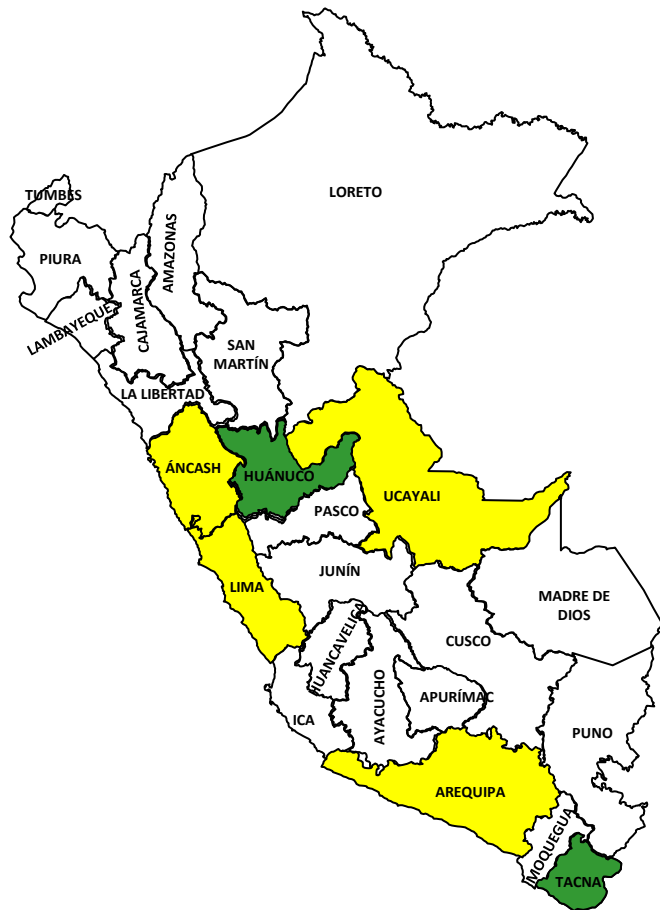 TUMBES
PIURA
LAMBAYEQUE
CAJAMARCA
AMAZONAS
LORETO
SAN
MARTÍN
LA LIBERTAD
ÁNCASH
HUÁNUCO
UCAYALI
PASCO
LIMA
JUNÍN
MADRE DE
DIOS
HUANCAVELICA
CUSCO
ICA
AYACUCHO
APURÍMAC
PUNO
AREQUIPA
MOQUEGUA
TACNA